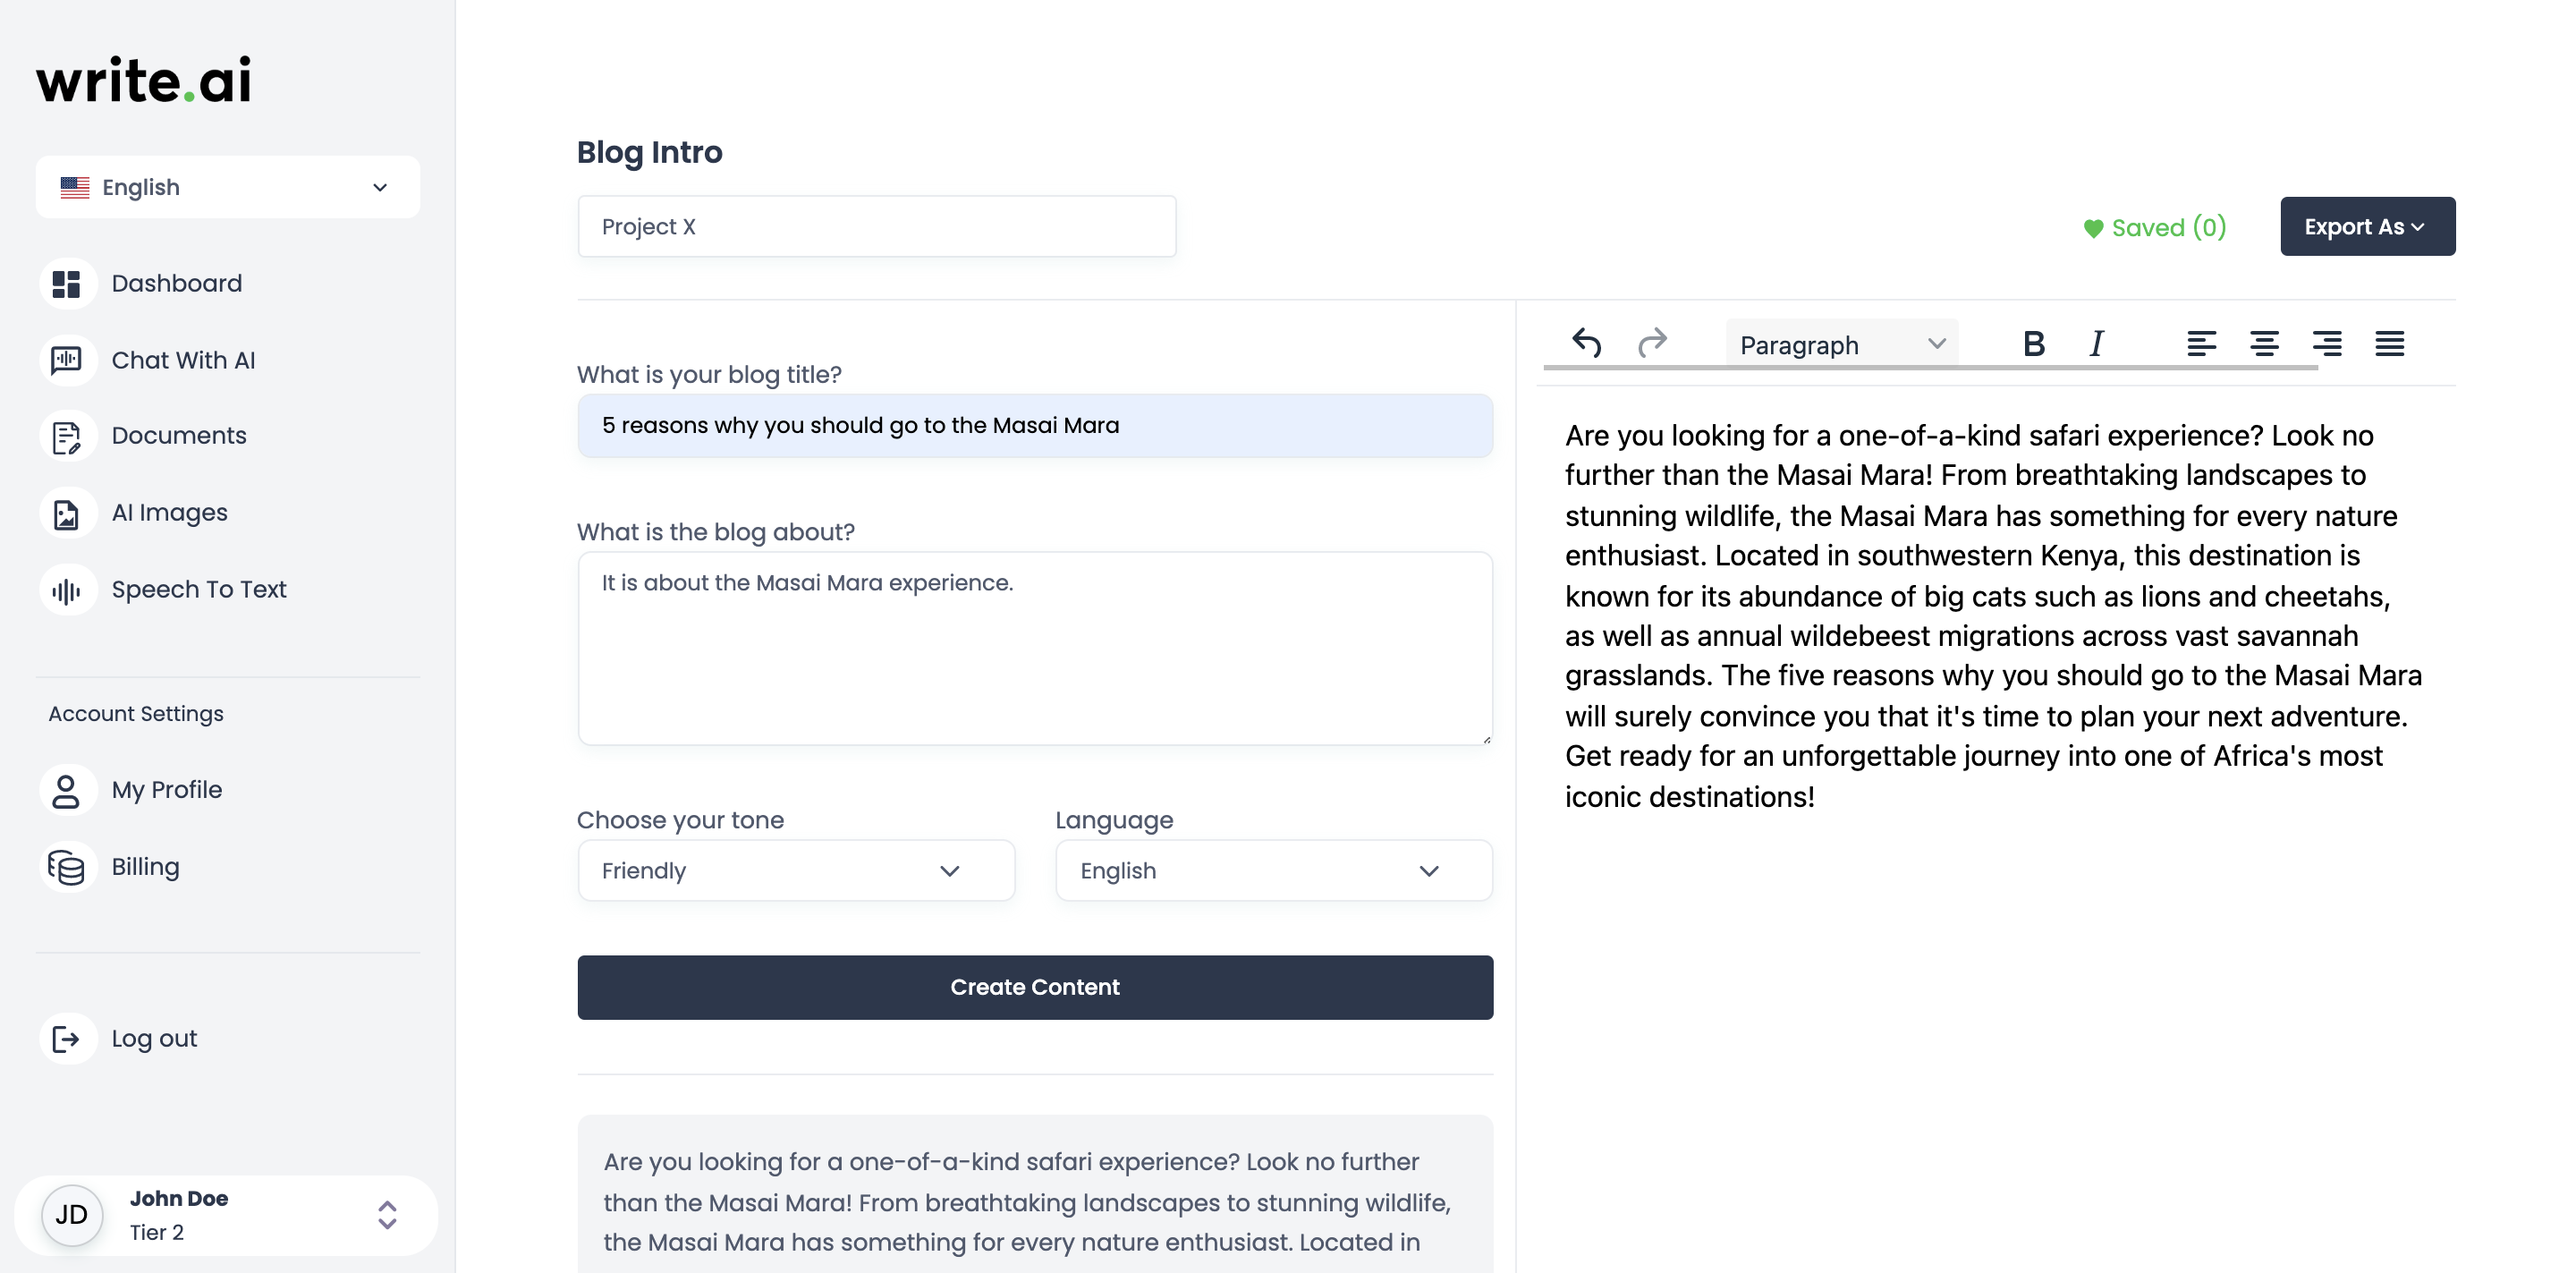 write.ai
English
Dashboard
Chat With AI
Documents
AI Images
Speech To Text
Account Settings
My Profile
Billing
Log out
JD
John Doe
Tier 2
Blog Intro
Project X
Saved (0)
Export As
What is your blog title?
5 reasons why you should go to the Masai Mara
What is the blog about?
It is about the Masai Mara experience.
Choose your tone
Friendly
Language
English
Create Content
Are you looking for a one-of-a-kind safari experience? Look no further
than the Masai Mara! From breathtaking landscapes to stunning wildlife,
the Masai Mara has something for every nature enthusiast. Located in
Paragraph
B
I
Are you looking for a one-of-a-kind safari experience? Look no
further than the Masai Mara! From breathtaking landscapes to
stunning wildlife, the Masai Mara has something for every nature
enthusiast. Located in southwestern Kenya, this destination is
known for its abundance of big cats such as lions and cheetahs,
as well as annual wildebeest migrations across vast savannah
grasslands. The five reasons why you should go to the Masai Mara
will surely convince you that it's time to plan your next adventure.
Get ready for an unforgettable journey into one of Africa's most
iconic destinations!